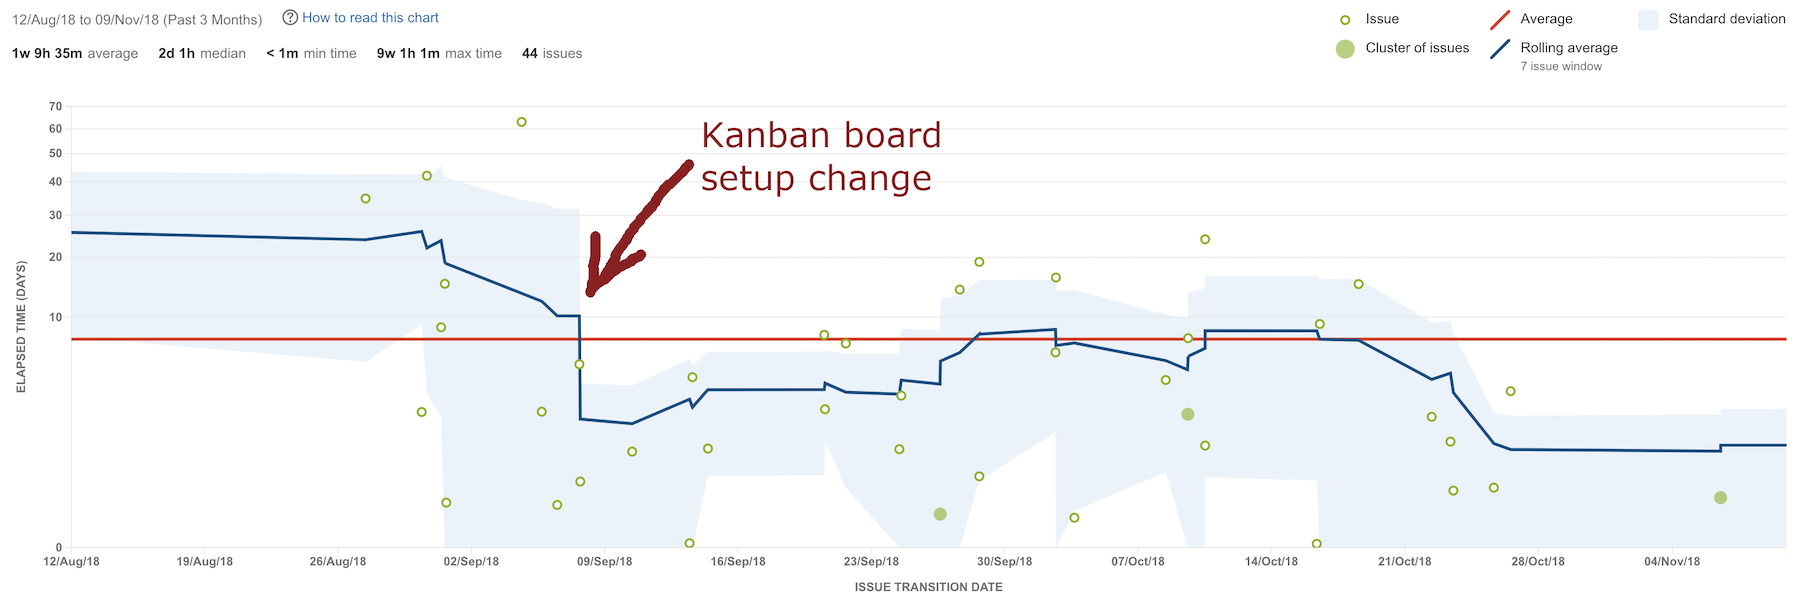 12/Aug/18 to 09/Nov/18 (Past 3 Months) ? How to read this chart
1w 9h 35m average 2d 1h median < 1m min time 9w 1h 1m max time 44 issues
Issue Average Standard deviation
Cluster of issues Rolling average
7 issue window
Kanban board
setup change
ELAPSED TIME (DAYS)
70
60
50
40
30
20
10
0
12/Aug/18 19/Aug/18 26/Aug/18 02/Sep/18 09/Sep/18 16/Sep/18 23/Sep/18 30/Sep/18 07/Oct/18 14/Oct/18 21/Oct/18 28/Oct/18 04/Nov/18
ISSUE TRANSITION DATE